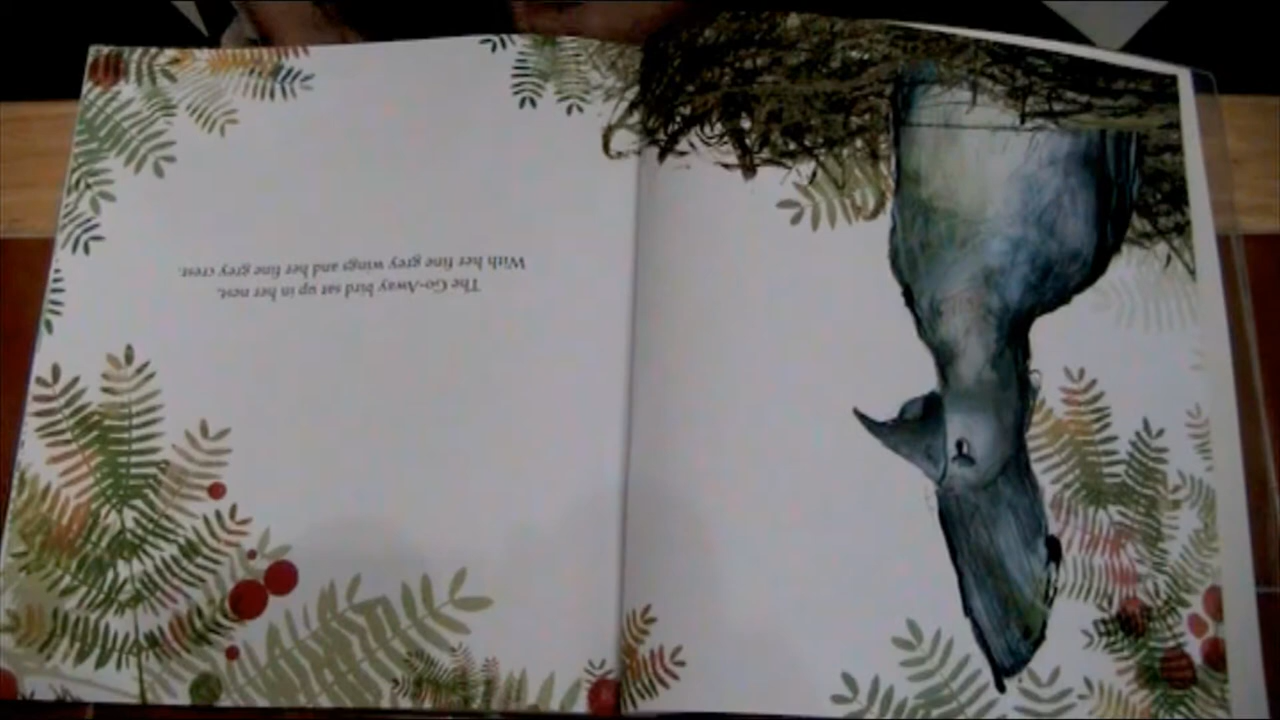 The Go-Away bird sat up in her nest,
With her fine grey wings and her fine grey crest.